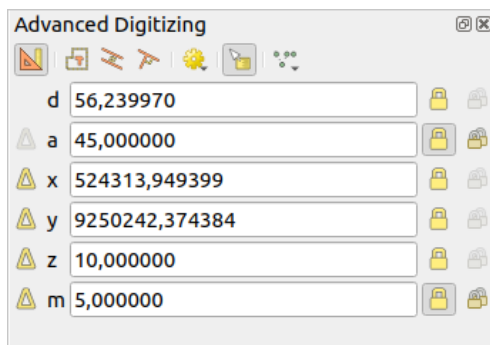 Advanced Digitizing
d 56,239970
a 45,000000
x 524313,949399
y 9250242,374384
z 10,000000
m 5,000000